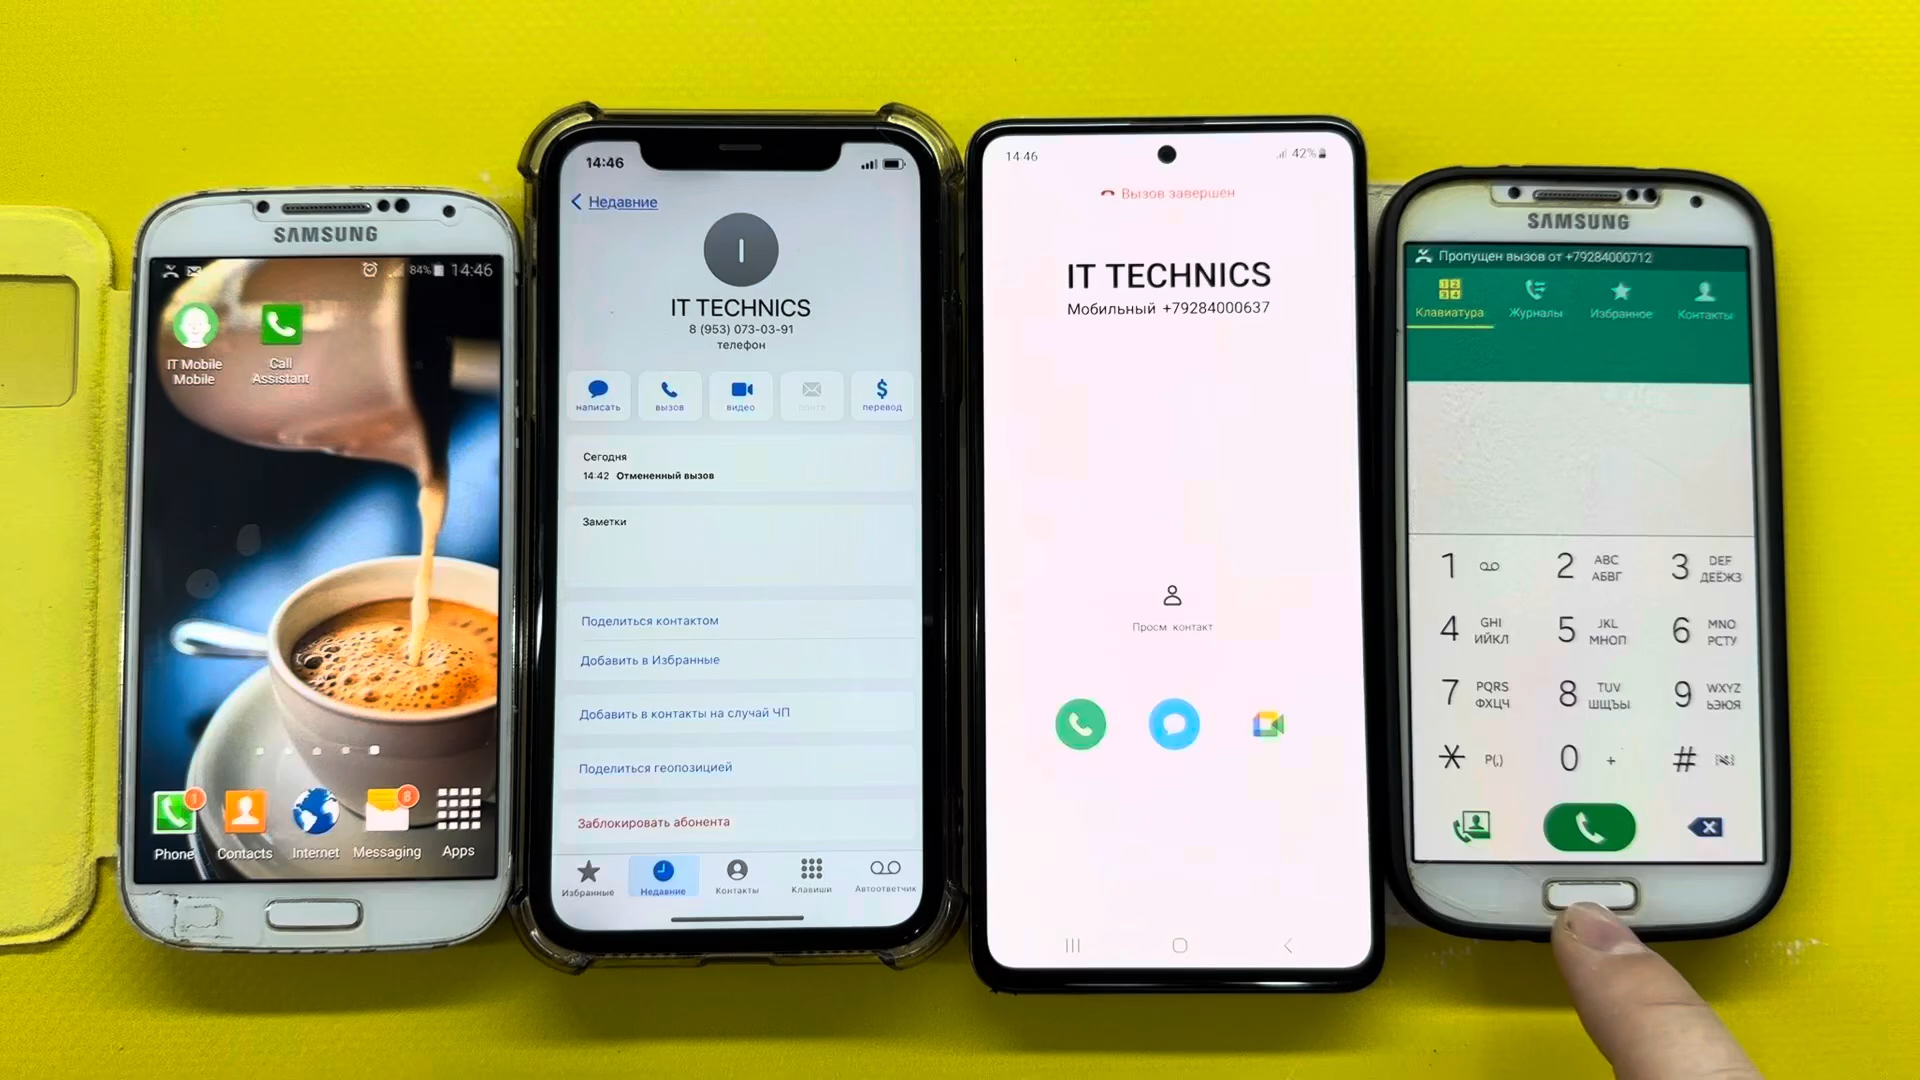 SAMSUNG
84% 14:46
IT Mobile
Mobile
Call
Assistant
1
8
Phone
Contacts
Internet
Messaging
Apps
14:46
Недавние
I
IT TECHNICS
8 (953) 073-03-91
телефон
написать
вызов
видео
почта
$
перевод
Сегодня
14:42 Отмененный вызов
Заметки
Поделиться контактом
Добавить в Избранные
Добавить в контакты на случай ЧП
Поделиться геопозицией
Заблокировать абонента
Избранные
Недавние
Контакты
Клавиши
Автоответчик
14:46
42%
Вызов завершен
IT TECHNICS
Мобильный +79284000637
Просм. контакт
SAMSUNG
Пропущен вызов от +79284000712
Клавиатура
Журналы
Избранное
Контакты
1
2 ABC АБВГ
3 DEF ДЕЁЖЗ
4 GHI ИЙКЛ
5 JKL МНОП
6 MNO РСТУ
7 PQRS ФХЦЧ
8 TUV ШЩЪЫ
9 WXYZ ЬЭЮЯ
* P(,)
0 +
#